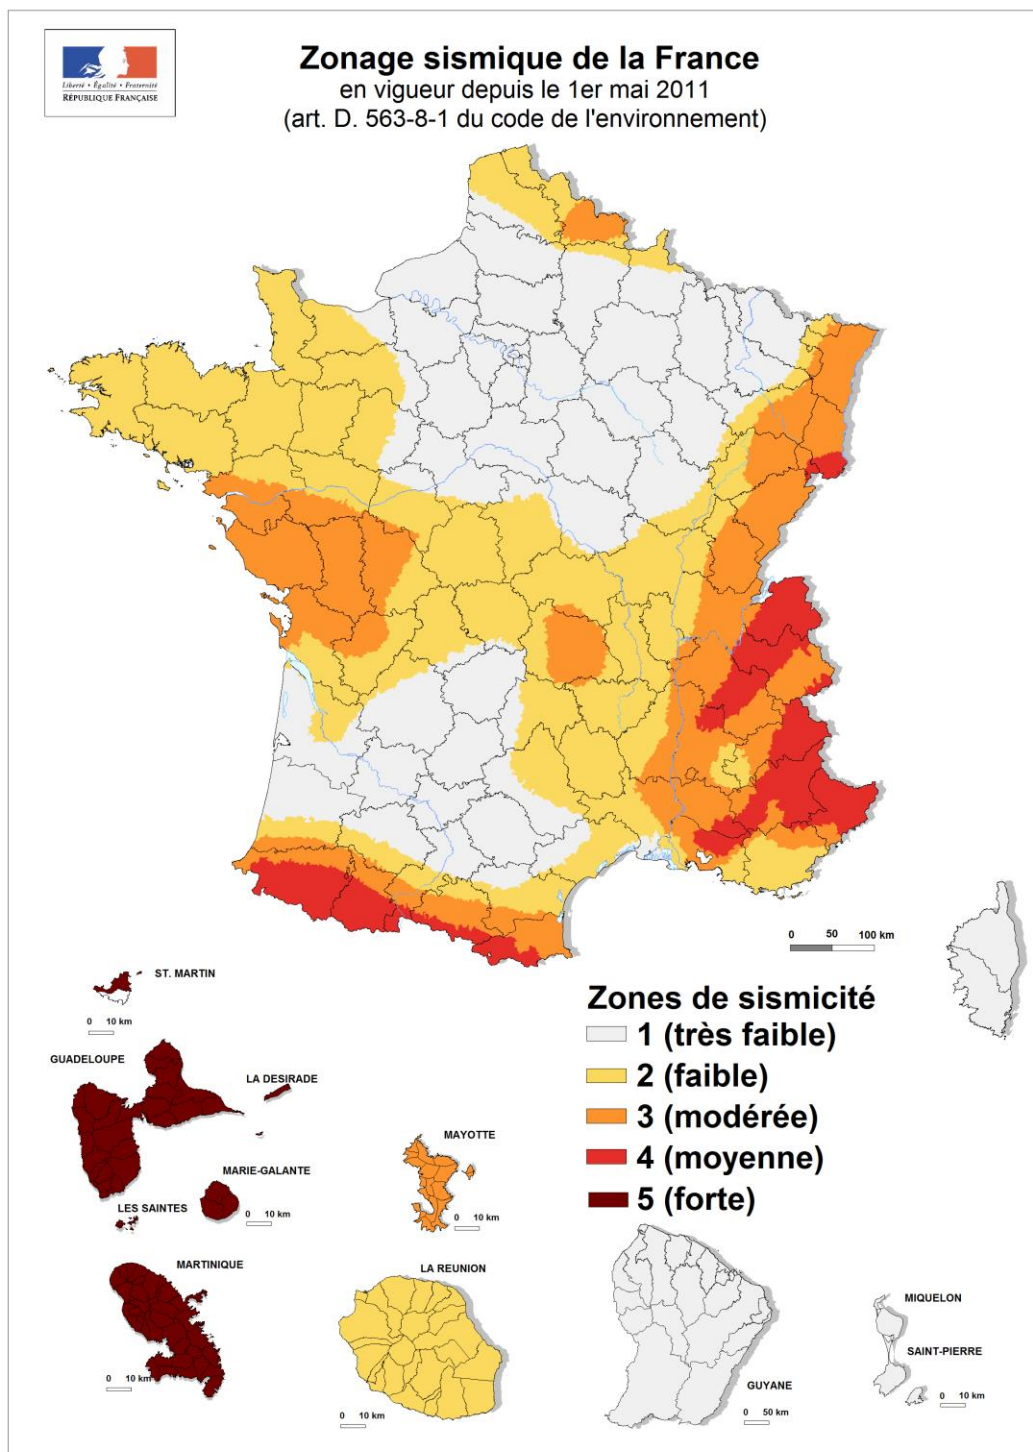 Liberté • Égalité • Fraternité
RÉPUBLIQUE FRANÇAISE
Zonage sismique de la France
en vigueur depuis le 1er mai 2011
(art. D. 563-8-1 du code de l'environnement)
0 50 100 km
ST. MARTIN
0 10 km
GUADELOUPE
LA DESIRADE
MARIE-GALANTE
LES SAINTES
0 10 km
MAYOTTE
0 10 km
Zones de sismicité
1 (très faible)
2 (faible)
3 (modérée)
4 (moyenne)
5 (forte)
MARTINIQUE
0 10 km
LA REUNION
0 10 km
GUYANE
0 50 km
MIQUELON
SAINT-PIERRE
0 10 km